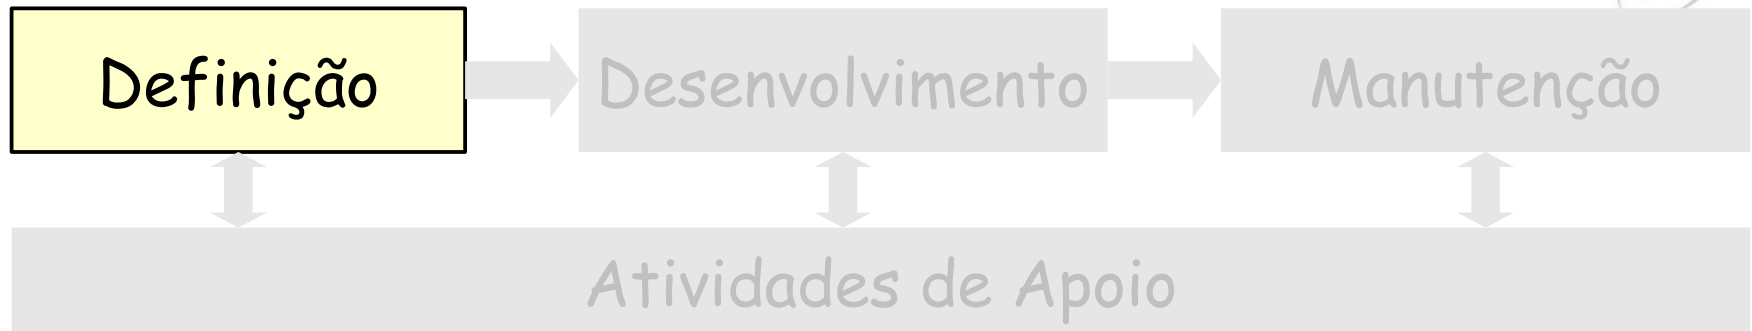 Definição
Desenvolvimento
Manutenção
Atividades de Apoio